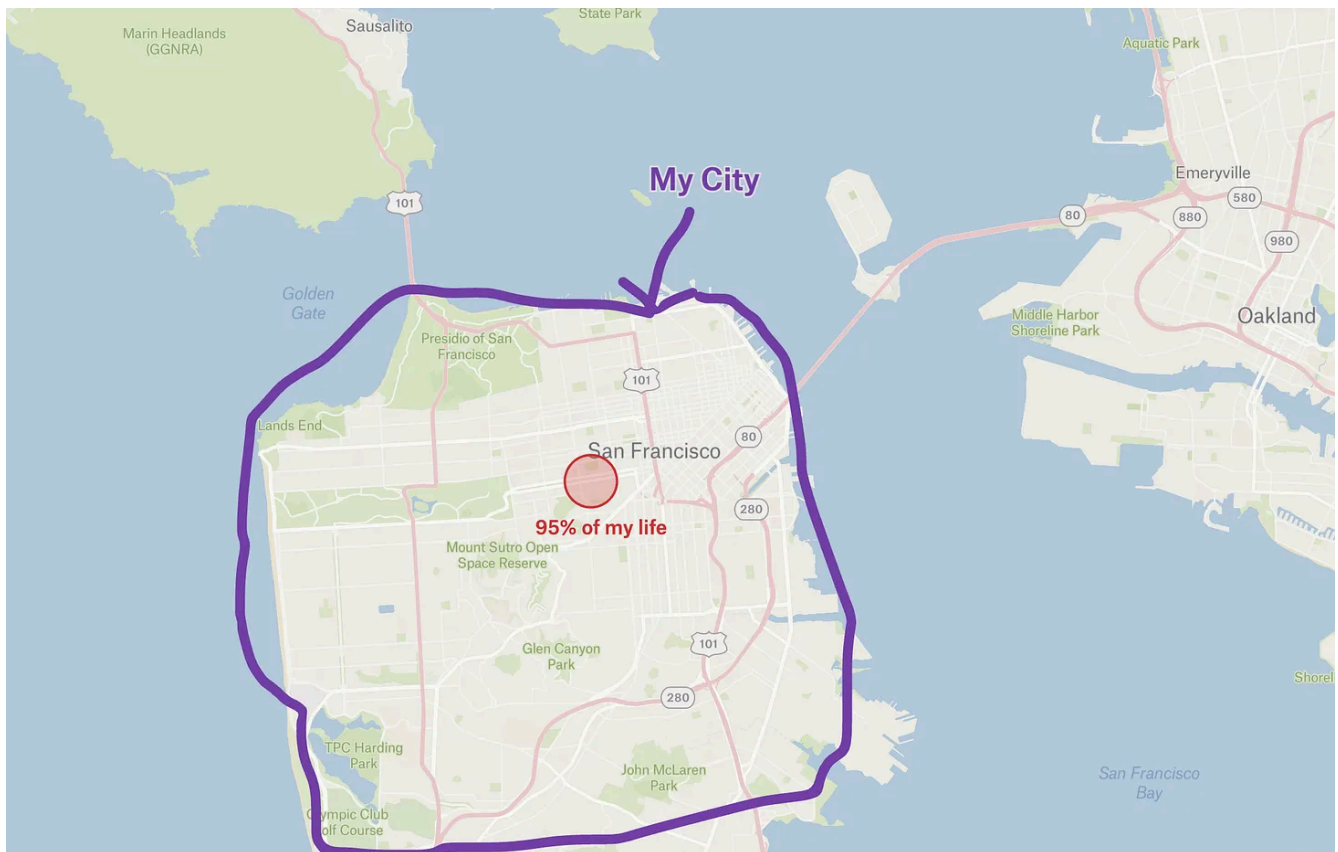 State Park
Sausalito
Marin Headlands
(GGNRA)
Aquatic Park
My City
Emeryville
101
80
580
880
980
Golden
Gate
Middle Harbor
Shoreline Park
Oakland
Presidio of San
Francisco
101
Lands End
80
San Francisco
280
95% of my life
Mount Sutro Open
Space Reserve
101
Glen Canyon
Park
280
TPC Harding
Park
John McLaren
Park
San Francisco
Bay
Golf Course